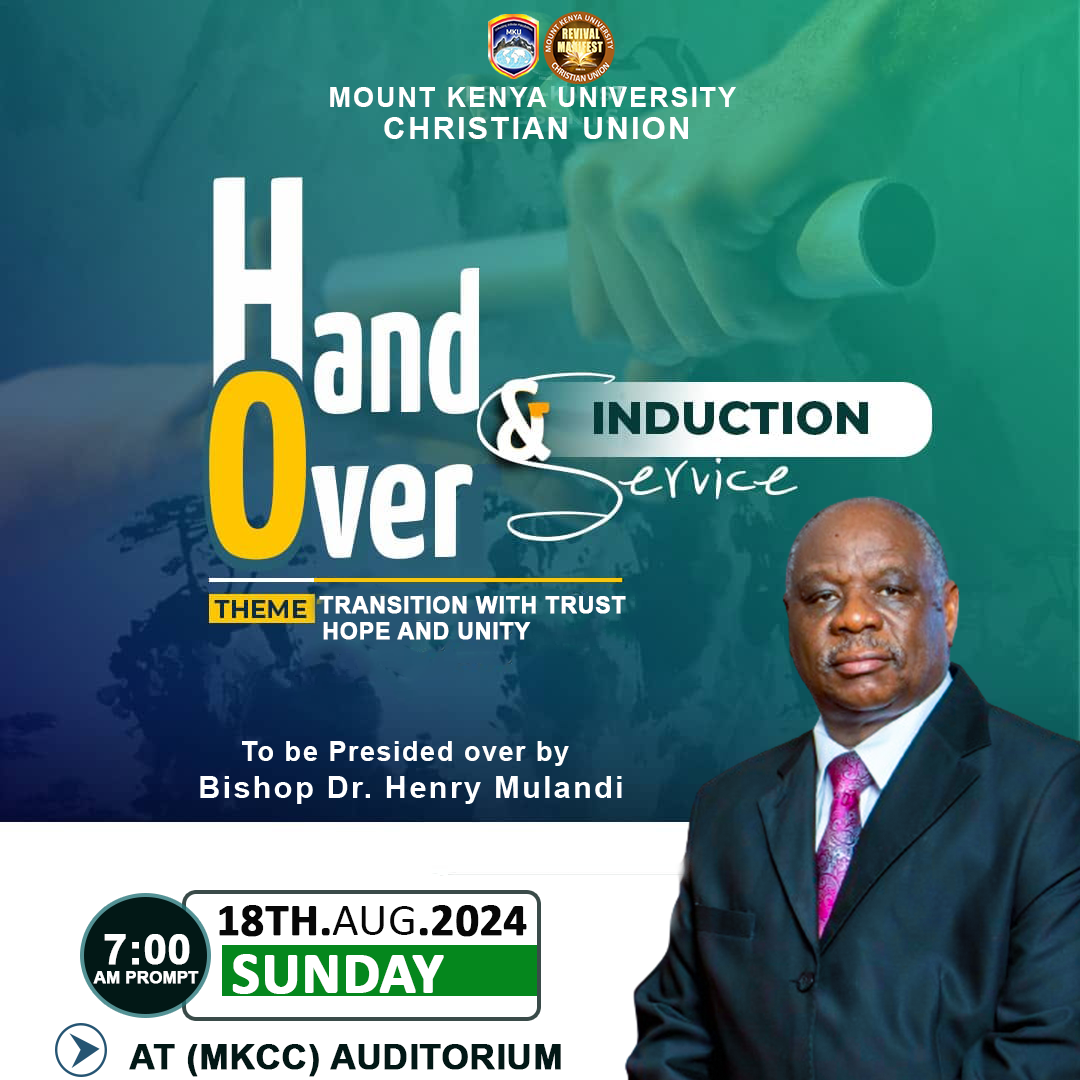 MKU
MOUNT KENYA UNIVERSITY
REVIVAL
MANIFEST
CHRISTIAN UNION
MOUNT KENYA UNIVERSITY
CHRISTIAN UNION
Hand
Over
&
INDUCTION
Service
THEME TRANSITION WITH TRUST
HOPE AND UNITY
To be Presided over by
Bishop Dr. Henry Mulandi
7:00
AM PROMPT
18TH.AUG.2024
SUNDAY
AT (MKCC) AUDITORIUM